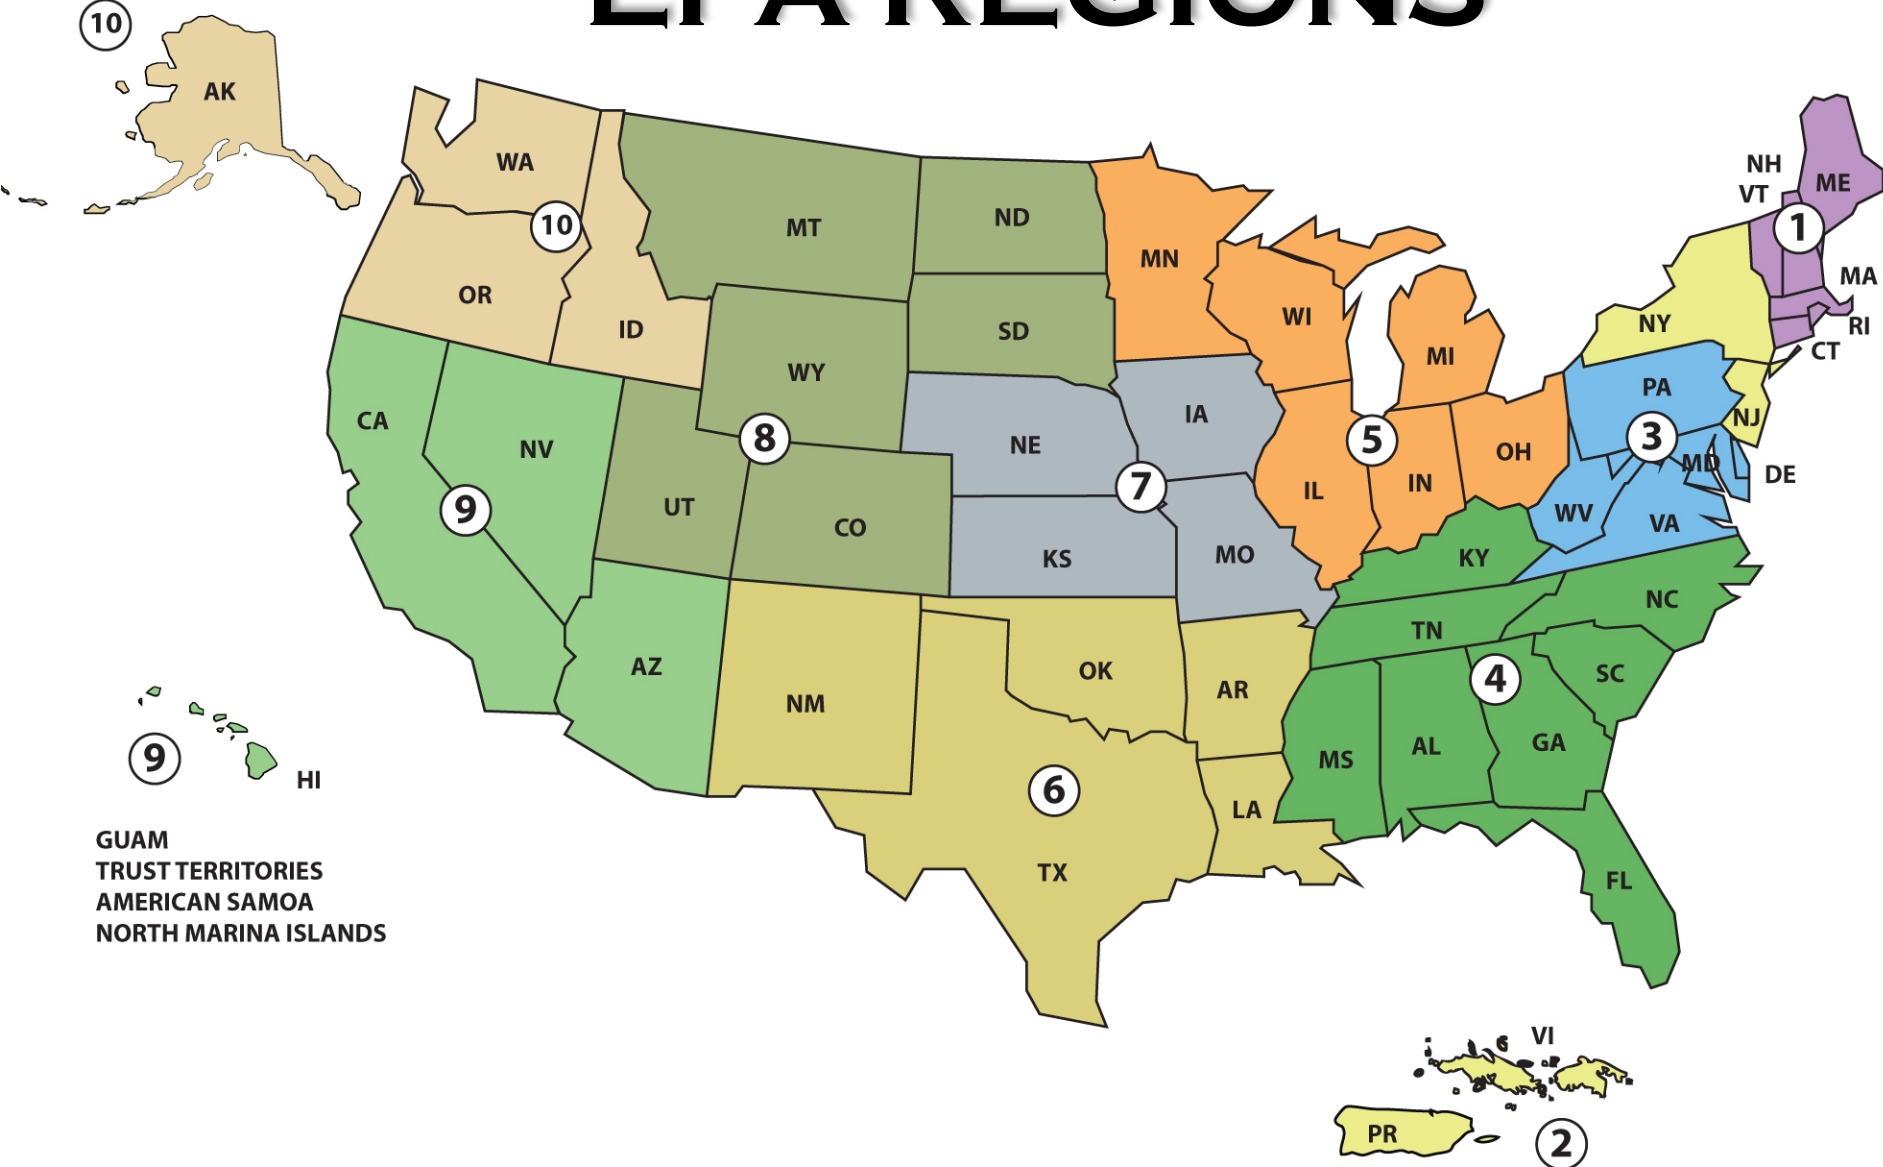 EPA REGIONS
10
AK
WA
10
OR
ID
MT
ND
MN
SD
WY
WI
MI
NH
VT
ME
1
MA
RI
CT
NY
PA
NJ
3
MD
DE
WV
VA
CA
NV
9
UT
8
CO
NE
IA
7
KS
MO
5
IL
IN
OH
KY
TN
NC
SC
4
AZ
NM
OK
AR
MS
AL
GA
6
LA
TX
FL
9
HI
GUAM
TRUST TERRITORIES
AMERICAN SAMOA
NORTH MARINA ISLANDS
VI
PR
2